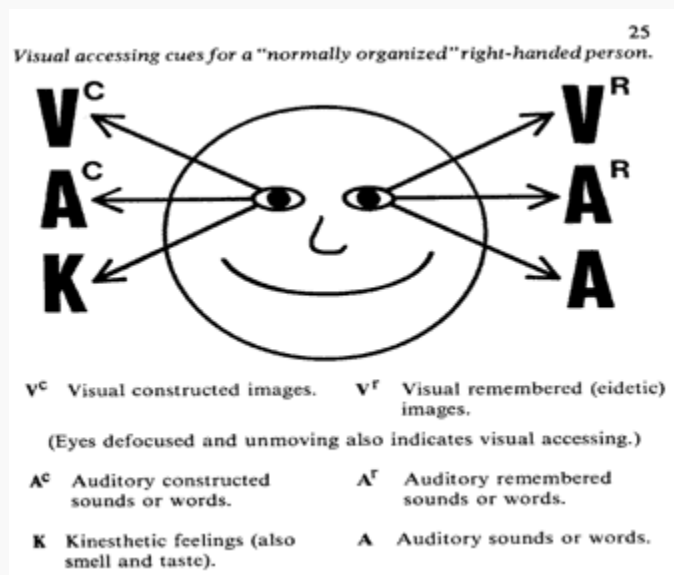 25
Visual accessing cues for a "normally organized" right-handed person.
V^C V^R
A^C A^R
K A
V^C Visual constructed images. V^r Visual remembered (eidetic) images.
(Eyes defocused and unmoving also indicates visual accessing.)
A^C Auditory constructed sounds or words. A^r Auditory remembered sounds or words.
K Kinesthetic feelings (also smell and taste). A Auditory sounds or words.